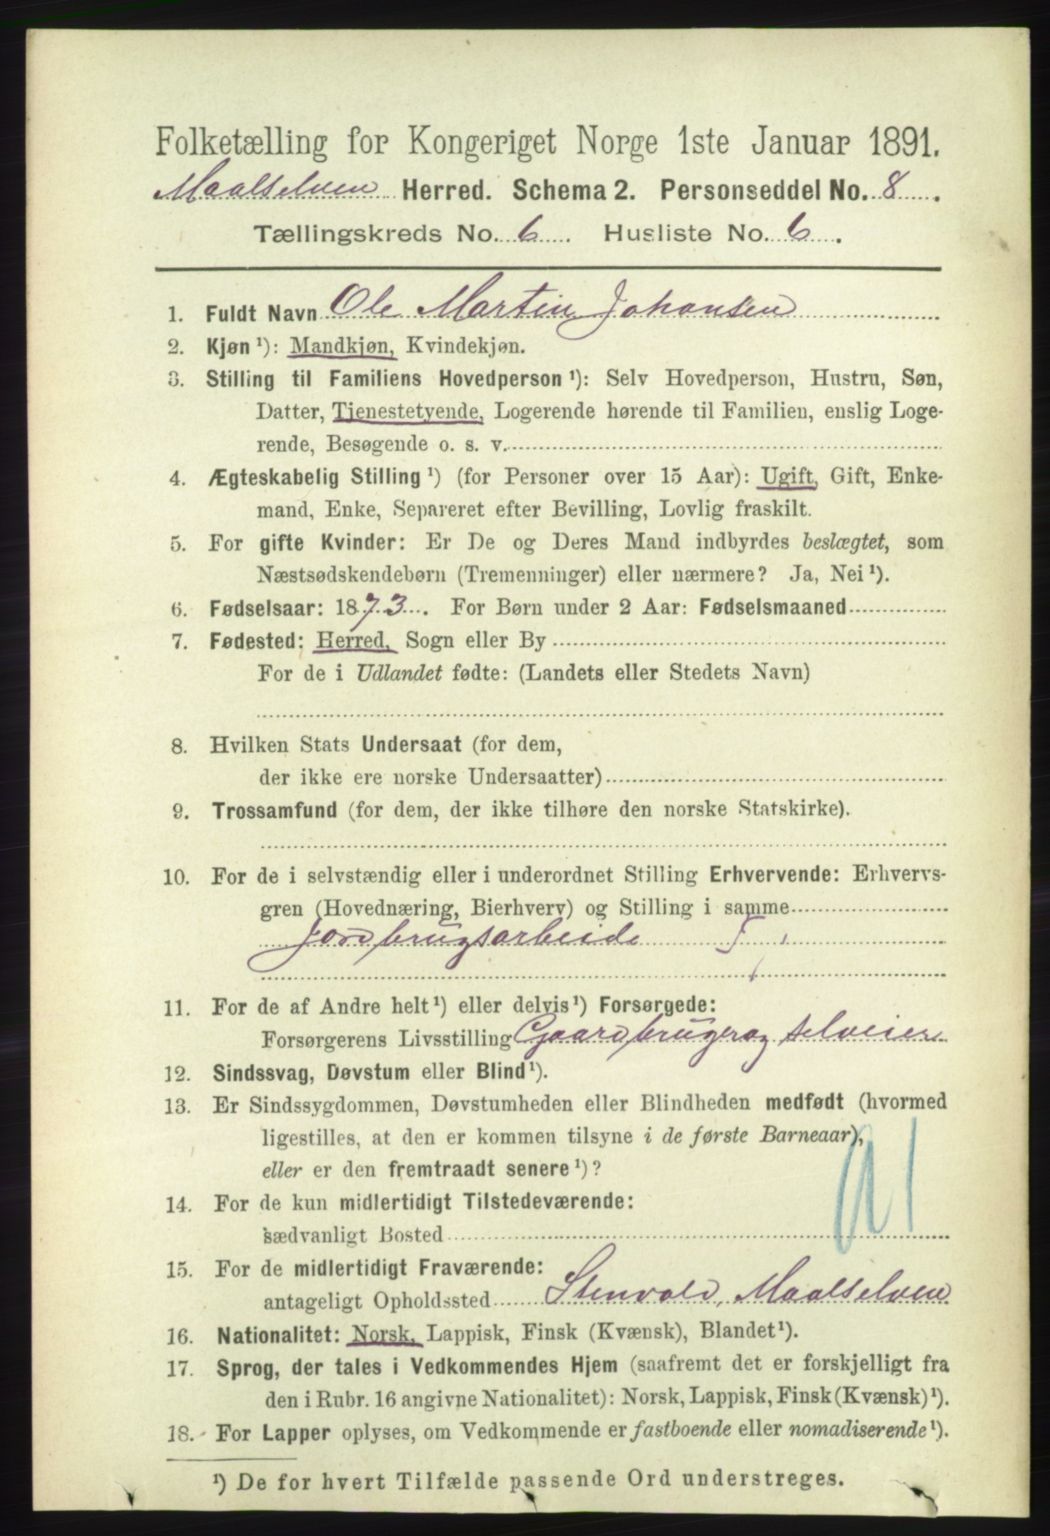 Folketælling for Kongeriget Norge 1ste Januar 1891.
Maalselven Herred. Schema 2. Personseddel No. 8.
Tællingskreds No. 6. Husliste No. 6.
1. Fuldt Navn Ole Martin Johansen
2. Kjøn ¹): Mandkjøn, Kvindekjøn.
3. Stilling til Familiens Hovedperson ¹): Selv Hovedperson, Hustru, Søn,
Datter, Tjenestetyende, Logerende hørende til Familien, enslig Loge-
rende, Besøgende o. s. v.
4. Ægteskabelig Stilling ¹) (for Personer over 15 Aar): Ugift, Gift, Enke-
mand, Enke, Separeret efter Bevilling, Lovlig fraskilt.
5. For gifte Kvinder: Er De og Deres Mand indbyrdes beslægtet, som
Næstsødskendebørn (Tremenninger) eller nærmere? Ja, Nei ¹).
6. Fødselsaar: 1873. For Børn under 2 Aar: Fødselsmaaned
7. Fødested: Herred, Sogn eller By
For de i Udlandet fødte: (Landets eller Stedets Navn)
8. Hvilken Stats Undersaat (for dem,
der ikke ere norske Undersaatter)
9. Trossamfund (for dem, der ikke tilhøre den norske Statskirke).
10. For de i selvstændig eller i underordnet Stilling Erhvervende: Erhvervs-
gren (Hovednæring, Bierhverv) og Stilling i samme
Jordbrugsarbeide
11. For de af Andre helt ¹) eller delvis ¹) Forsørgede:
Forsørgerens Livsstilling Gaardbruger og selveier
12. Sindssvag, Døvstum eller Blind ¹).
13. Er Sindssygdommen, Døvstumheden eller Blindheden medfødt (hvormed
ligestilles, at den er kommen tilsyne i de første Barneaar),
eller er den fremtraadt senere ¹)?
14. For de kun midlertidigt Tilstedeværende:
sædvanligt Bosted
15. For de midlertidigt Fraværende:
antageligt Opholdssted Stenvold, Maalselven
16. Nationalitet: Norsk, Lappisk, Finsk (Kvænsk), Blandet ¹).
17. Sprog, der tales i Vedkommendes Hjem (saafremt det er forskjelligt fra
den i Rubr. 16 angivne Nationalitet): Norsk, Lappisk, Finsk (Kvænsk) ¹).
18. For Lapper oplyses, om Vedkommende er fastboende eller nomadiserende ¹).
¹) De for hvert Tilfælde passende Ord understreges.